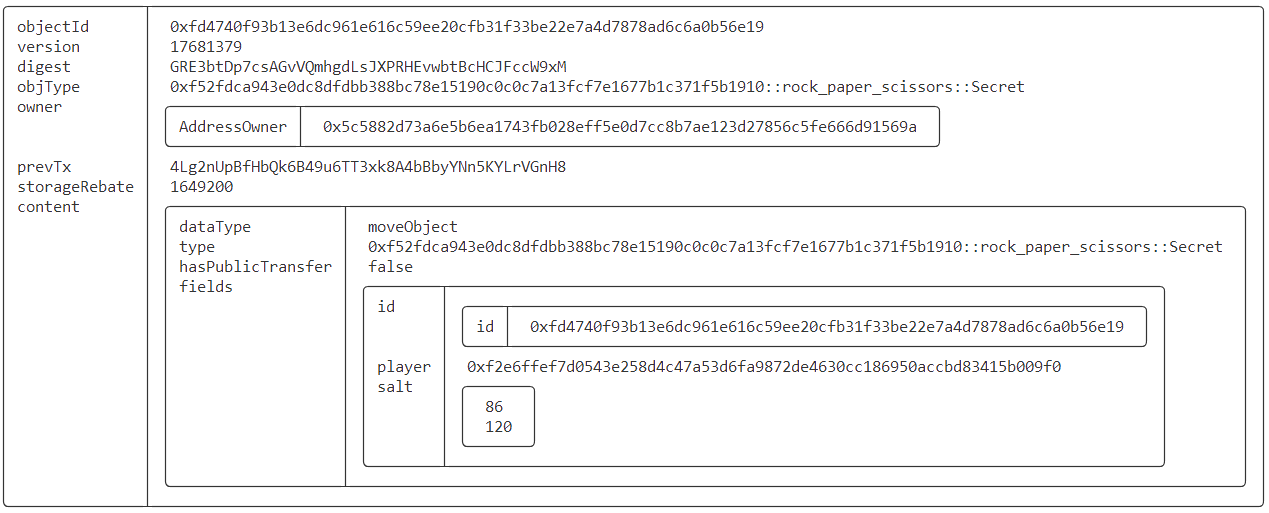 objectId 0xfd4740f93b13e6dc961e616c59ee20cfb31f33be22e7a4d7878ad6c6a0b56e19
version 17681379
digest GRE3btDp7csAGvVQmhgdLsJXPRHEvwbtBcHCJFccW9xM
objType 0xf52fdca943e0dc8dfdbb388bc78e15190c0c0c7a13fcf7e1677b1c371f5b1910::rock_paper_scissors::Secret
owner
AddressOwner 0x5c5882d73a6e5b6ea1743fb028eff5e0d7cc8b7ae123d27856c5fe666d91569a
prevTx 4Lg2nUpBfHbQk6B49u6TT3xk8A4bBbyYNn5KYLrVGnH8
storageRebate 1649200
content
dataType moveObject
type 0xf52fdca943e0dc8dfdbb388bc78e15190c0c0c7a13fcf7e1677b1c371f5b1910::rock_paper_scissors::Secret
hasPublicTransfer false
fields
id
id 0xfd4740f93b13e6dc961e616c59ee20cfb31f33be22e7a4d7878ad6c6a0b56e19
player 0xf2e6ffef7d0543e258d4c47a53d6fa9872de4630cc186950accbd83415b009f0
salt
86
120